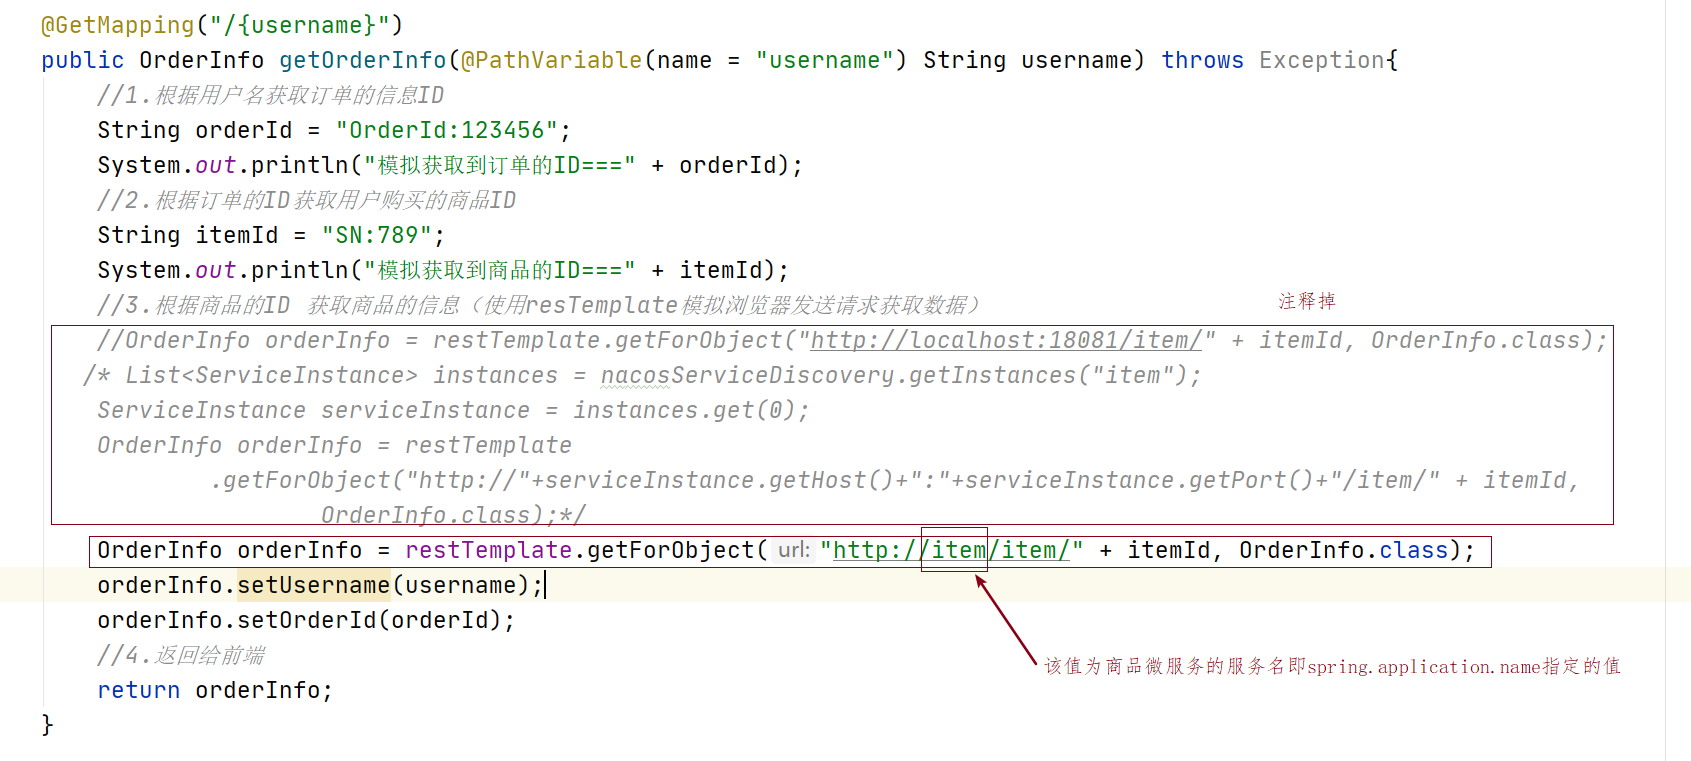 @GetMapping("/{username}")
public OrderInfo getOrderInfo(@PathVariable(name = "username") String username) throws Exception{
//1.根据用户名获取订单的信息ID
String orderId = "OrderId:123456";
System.out.println("模拟获取到订单的ID===" + orderId);
//2.根据订单的ID获取用户购买的商品ID
String itemId = "SN:789";
System.out.println("模拟获取到商品的ID===" + itemId);
//3.根据商品的ID 获取商品的信息（使用resTemplate模拟浏览器发送请求获取数据）
注释掉
//OrderInfo orderInfo = restTemplate.getForObject("http://localhost:18081/item/" + itemId, OrderInfo.class);
/* List<ServiceInstance> instances = nacosServiceDiscovery.getInstances("item");
ServiceInstance serviceInstance = instances.get(0);
OrderInfo orderInfo = restTemplate
.getForObject("http://"+serviceInstance.getHost()+":"+serviceInstance.getPort()+"/item/" + itemId,
OrderInfo.class);*/
OrderInfo orderInfo = restTemplate.getForObject( url: "http://item/item/" + itemId, OrderInfo.class);
orderInfo.setUsername(username);
orderInfo.setOrderId(orderId);
//4.返回给前端
该值为商品微服务的服务名即spring.application.name指定的值
return orderInfo;
}